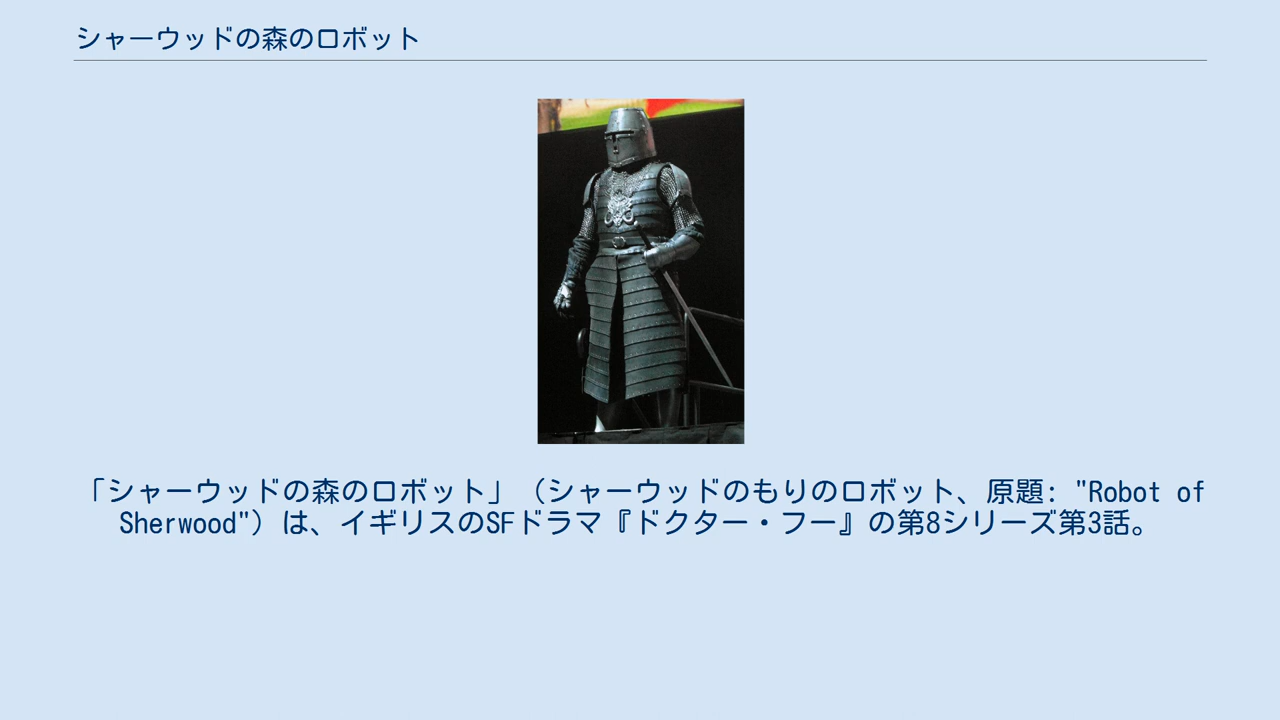 シャーウッドの森のロボット
「シャーウッドの森のロボット」（シャーウッドのもりのロボット、原題: "Robot of
Sherwood"）は、イギリスのSFドラマ『ドクター・フー』の第8シリーズ第3話。